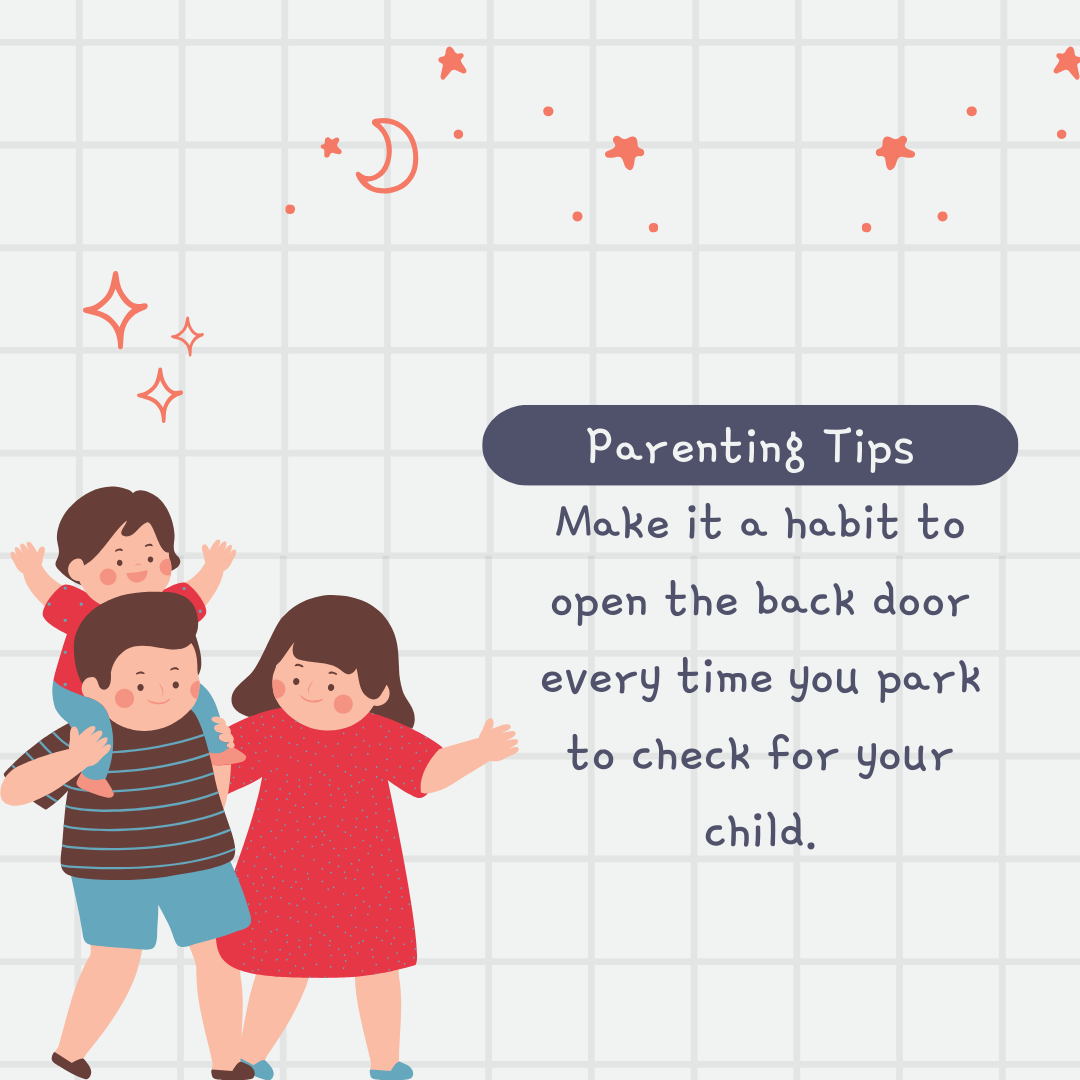 Parenting Tips
Make it a habit to
open the back door
every time you park
to check for your
child.